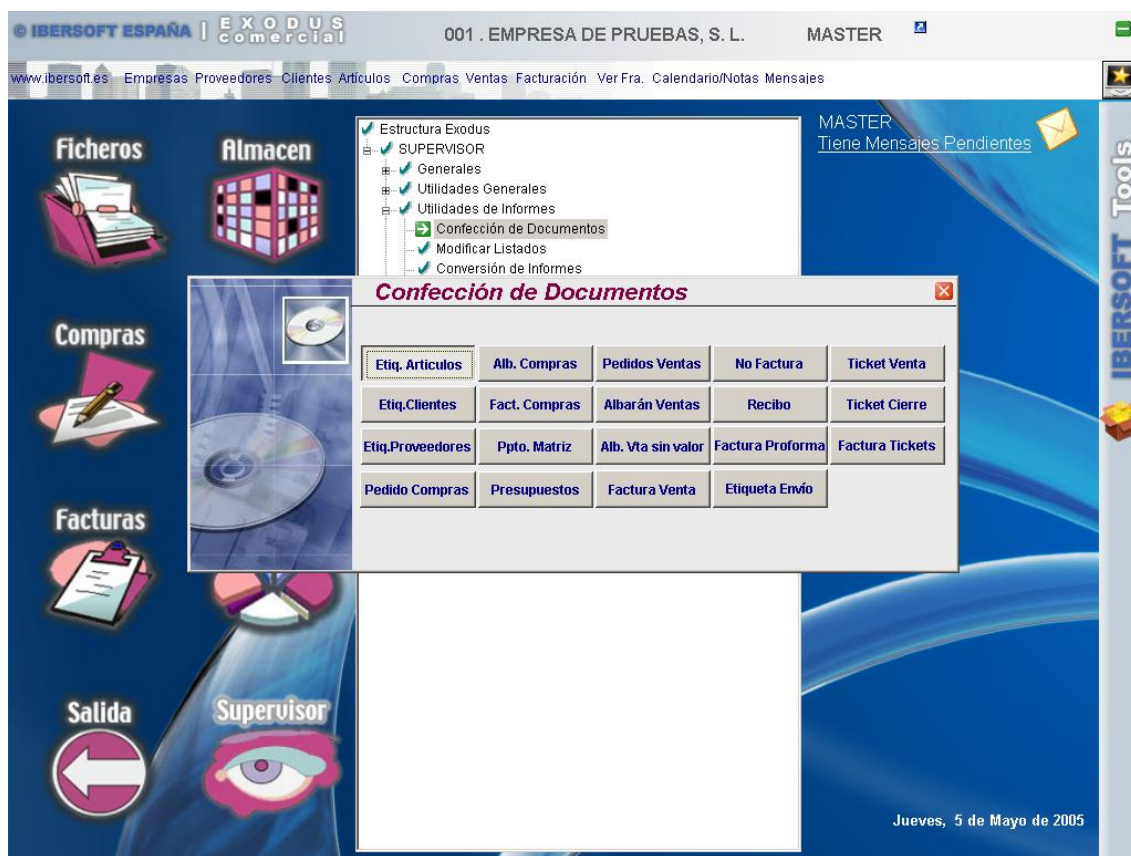 © IBERSOFT ESPAÑA | EXODUS comercial 001 . EMPRESA DE PRUEBAS, S. L. MASTER
www.ibersoft.es Empresas Proveedores Clientes Artículos Compras Ventas Facturación Ver Fra. Calendario/Notas Mensajes
MASTER
Tiene Mensajes Pendientes
Ficheros
Almacen
Estructura Exodus
SUPERVISOR
Generales
Utilidades Generales
Utilidades de Informes
Confección de Documentos
Modificar Listados
Conversión de Informes
IBERSOFT Tools
Confección de Documentos
Compras
Etiq. Articulos Alb. Compras Pedidos Ventas No Factura Ticket Venta
Etiq.Clientes Fact. Compras Albarán Ventas Recibo Ticket Cierre
Etiq.Proveedores Ppto. Matriz Alb. Vta sin valor Factura Proforma Factura Tickets
Pedido Compras Presupuestos Factura Venta Etiqueta Envío
Facturas
Salida
Supervisor
Jueves, 5 de Mayo de 2005